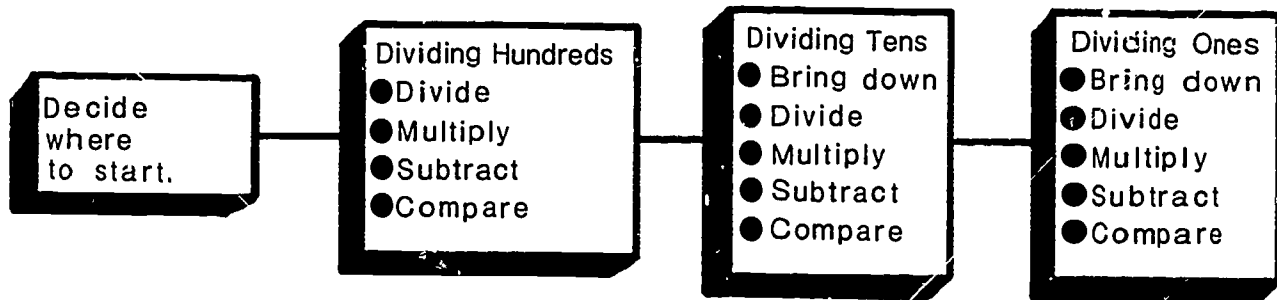 Decide
where
to start.
Dividing Hundreds
●Divide
●Multiply
●Subtract
●Compare
Dividing Tens
● Bring down
● Divide
● Multiply
● Subtract
● Compare
Dividing Ones
●Bring down
●Divide
●Multiply
●Subtract
●Compare